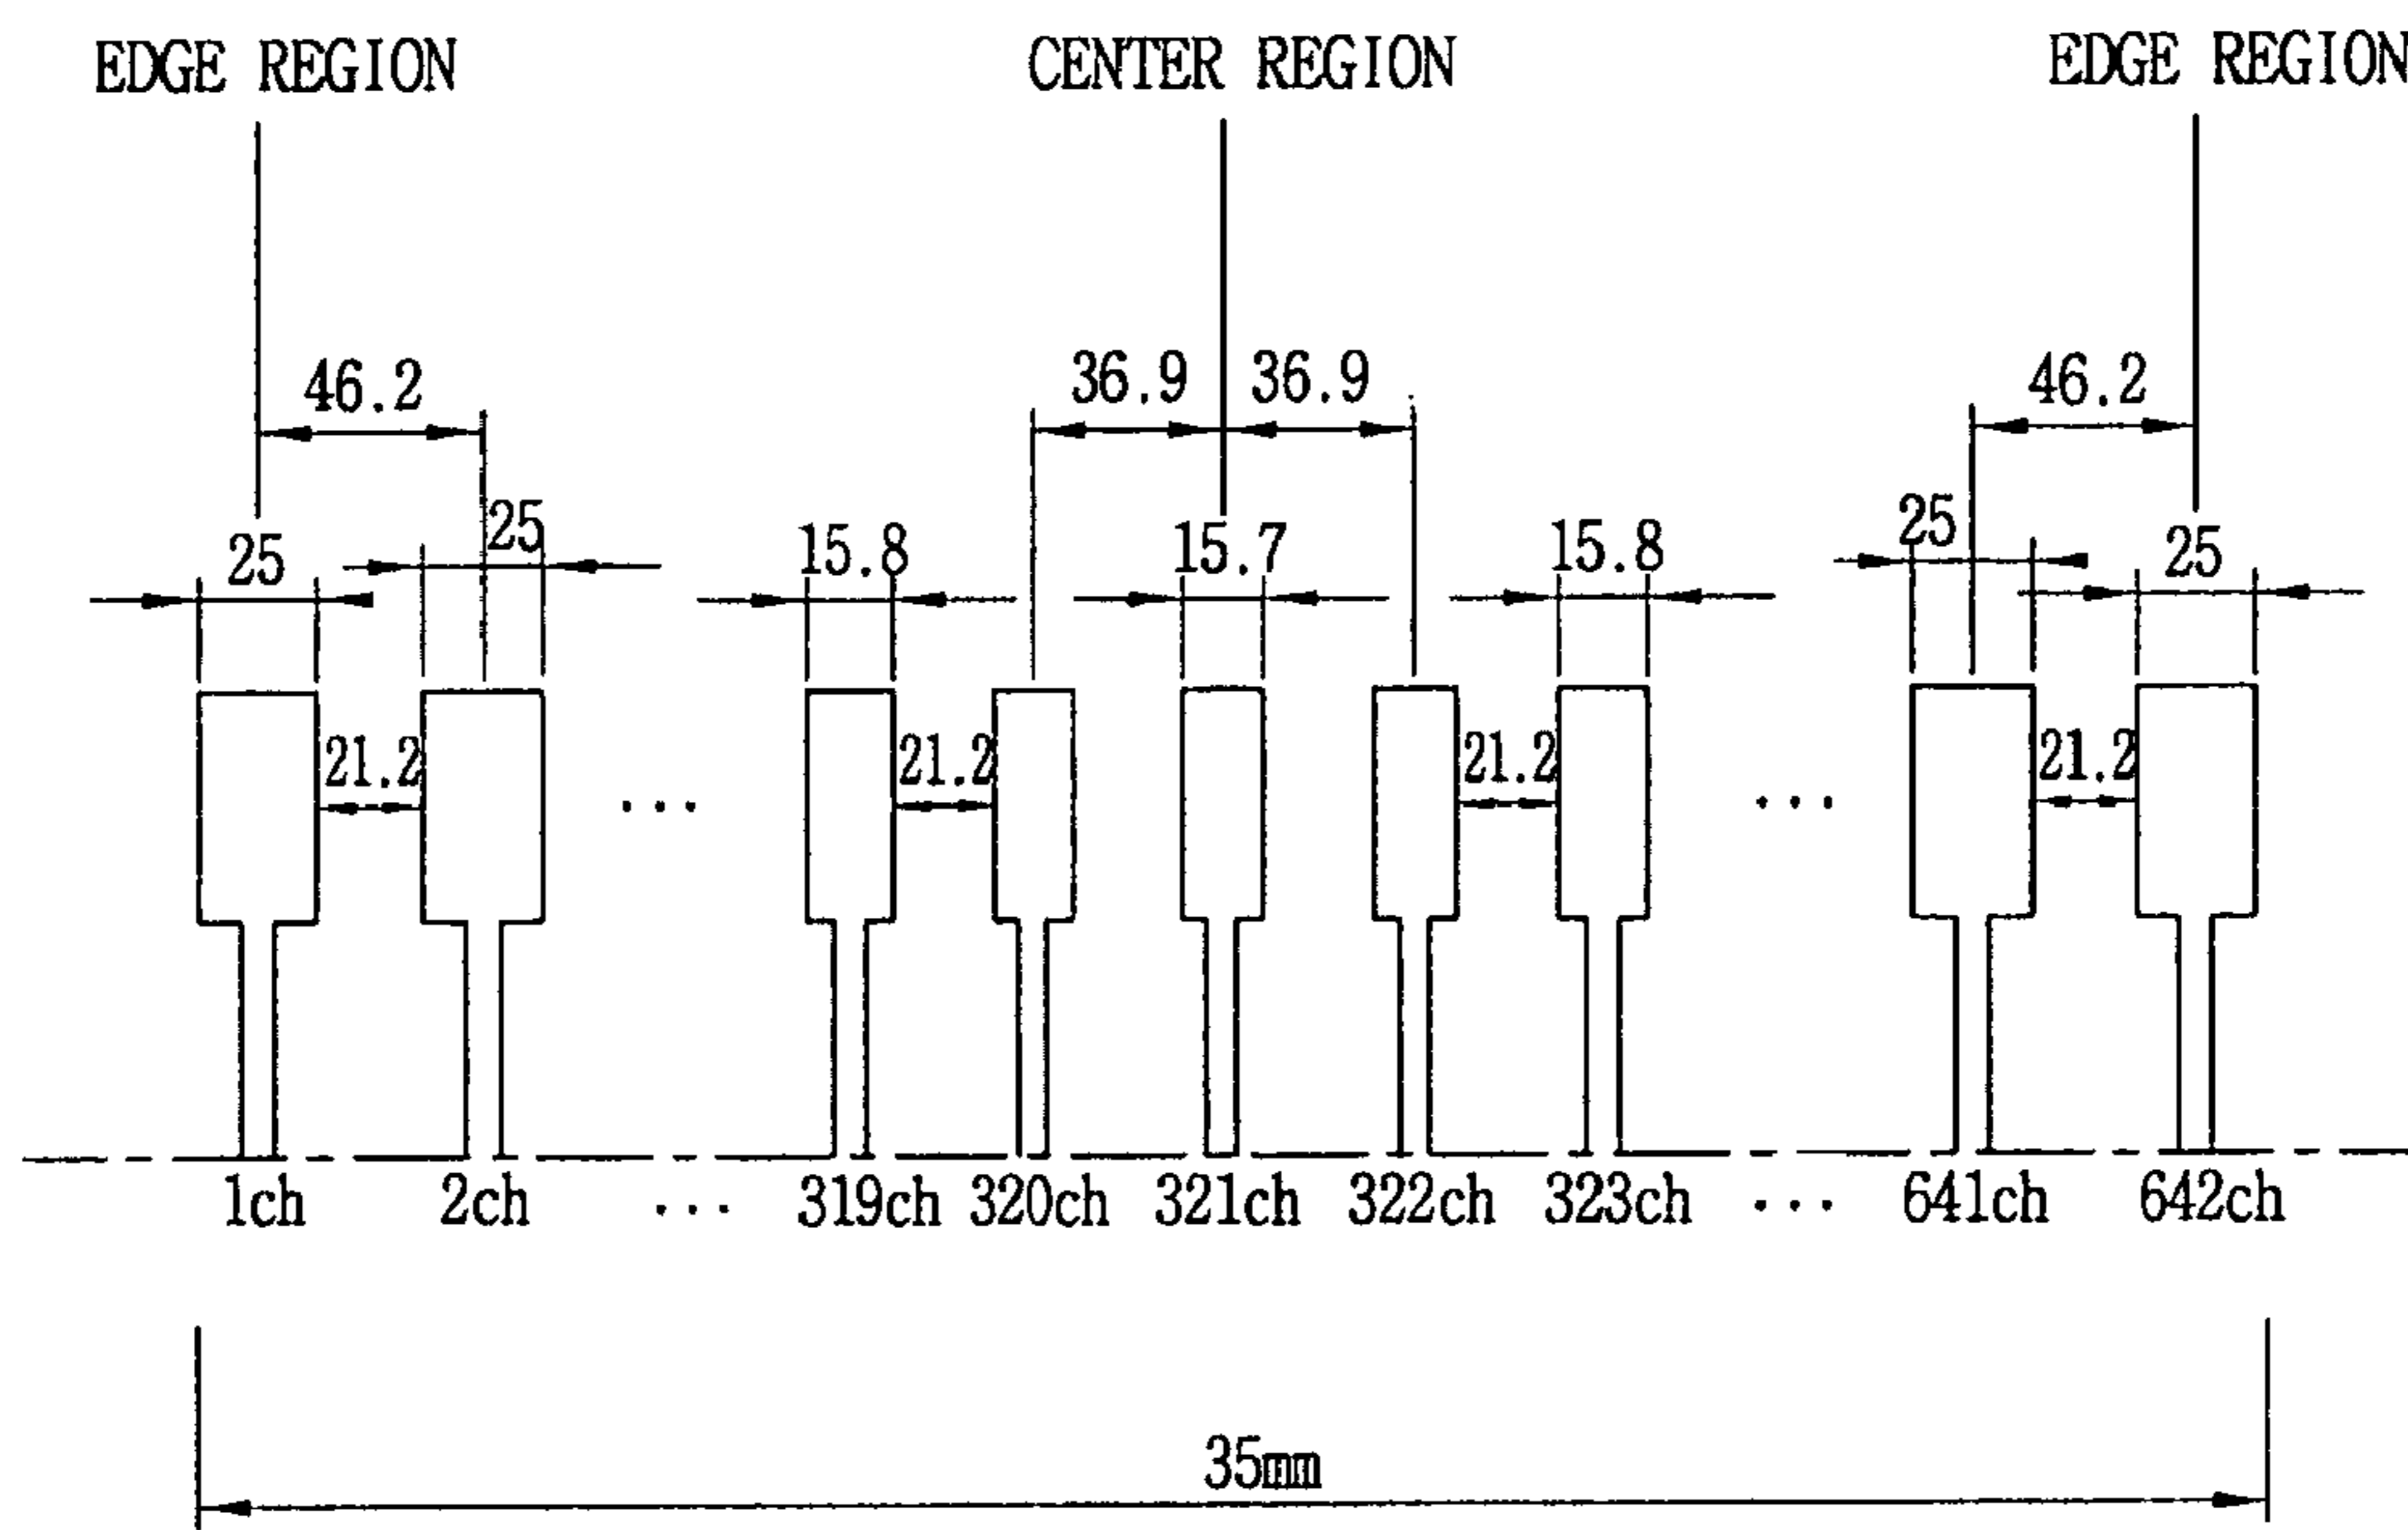 EDGE REGION CENTER REGION EDGE REGION
46.2 36.9 36.9 46.2
25 25 15.8 15.7 15.8 25 25
21.2 21.2 21.2 21.2
... ...
1ch 2ch ... 319ch 320ch 321ch 322ch 323ch ... 641ch 642ch
35mm